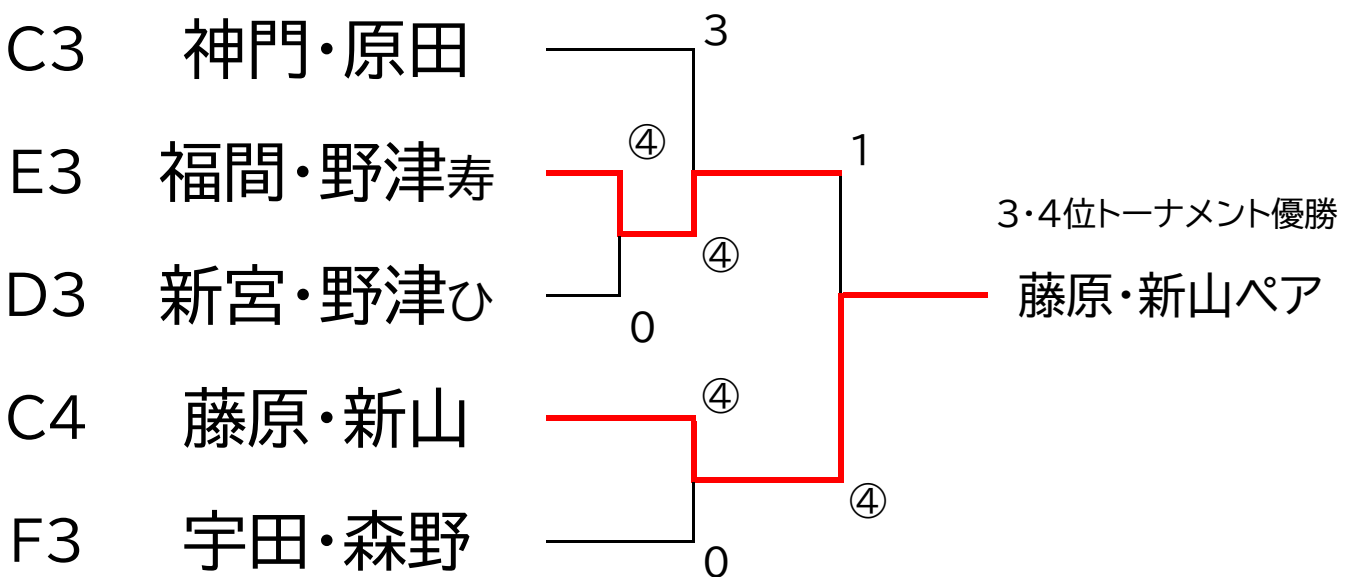 C3 神門・原田 3
④ 1
E3 福間・野津寿
3・4位トーナメント優勝
④
D3 新宮・野津ひ 藤原・新山ペア
0
④
C4 藤原・新山
④
F3 宇田・森野
0